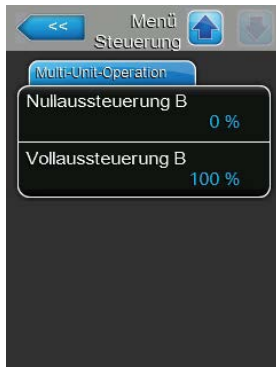 << Menü
Steuerung
Multi-Unit-Operation
Nullaussteuerung B
0 %
Vollaussteuerung B
100 %